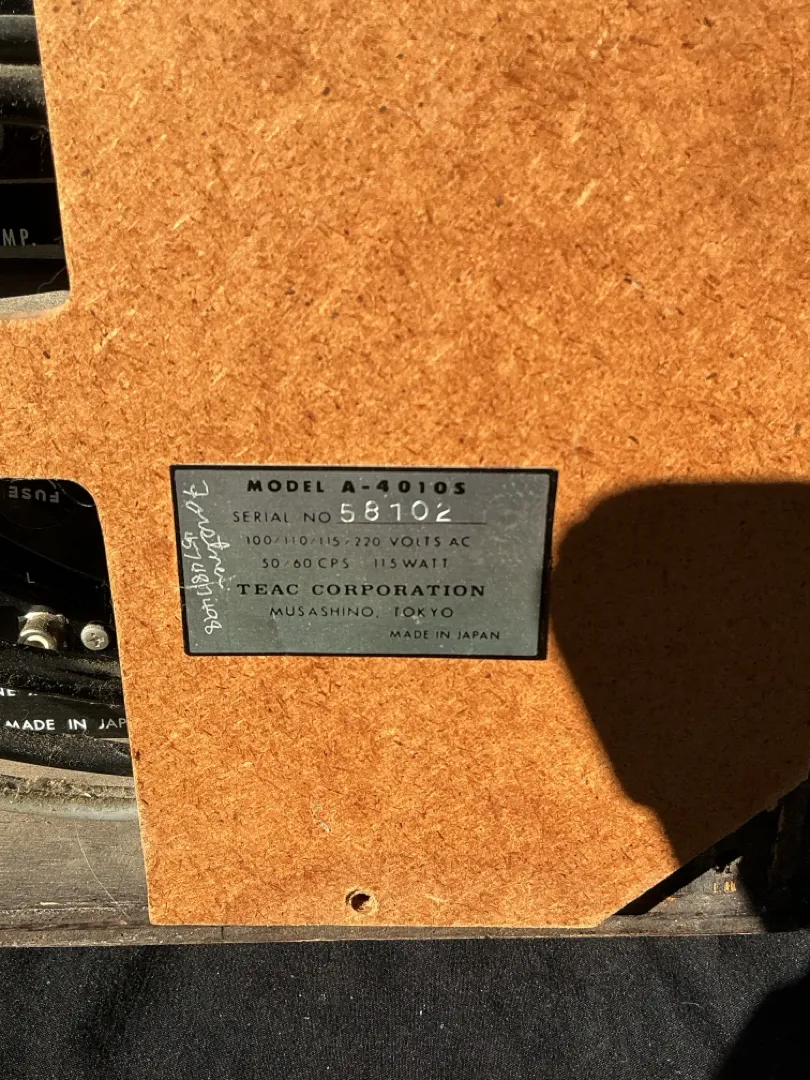 MP.
FUSE
L
MADE IN JAP
MODEL A-4010S
SERIAL NO 58102
100/110/115/220 VOLTS AC
50/60 CPS 115 WATT
TEAC CORPORATION
MUSASHINO, TOKYO
MADE IN JAPAN